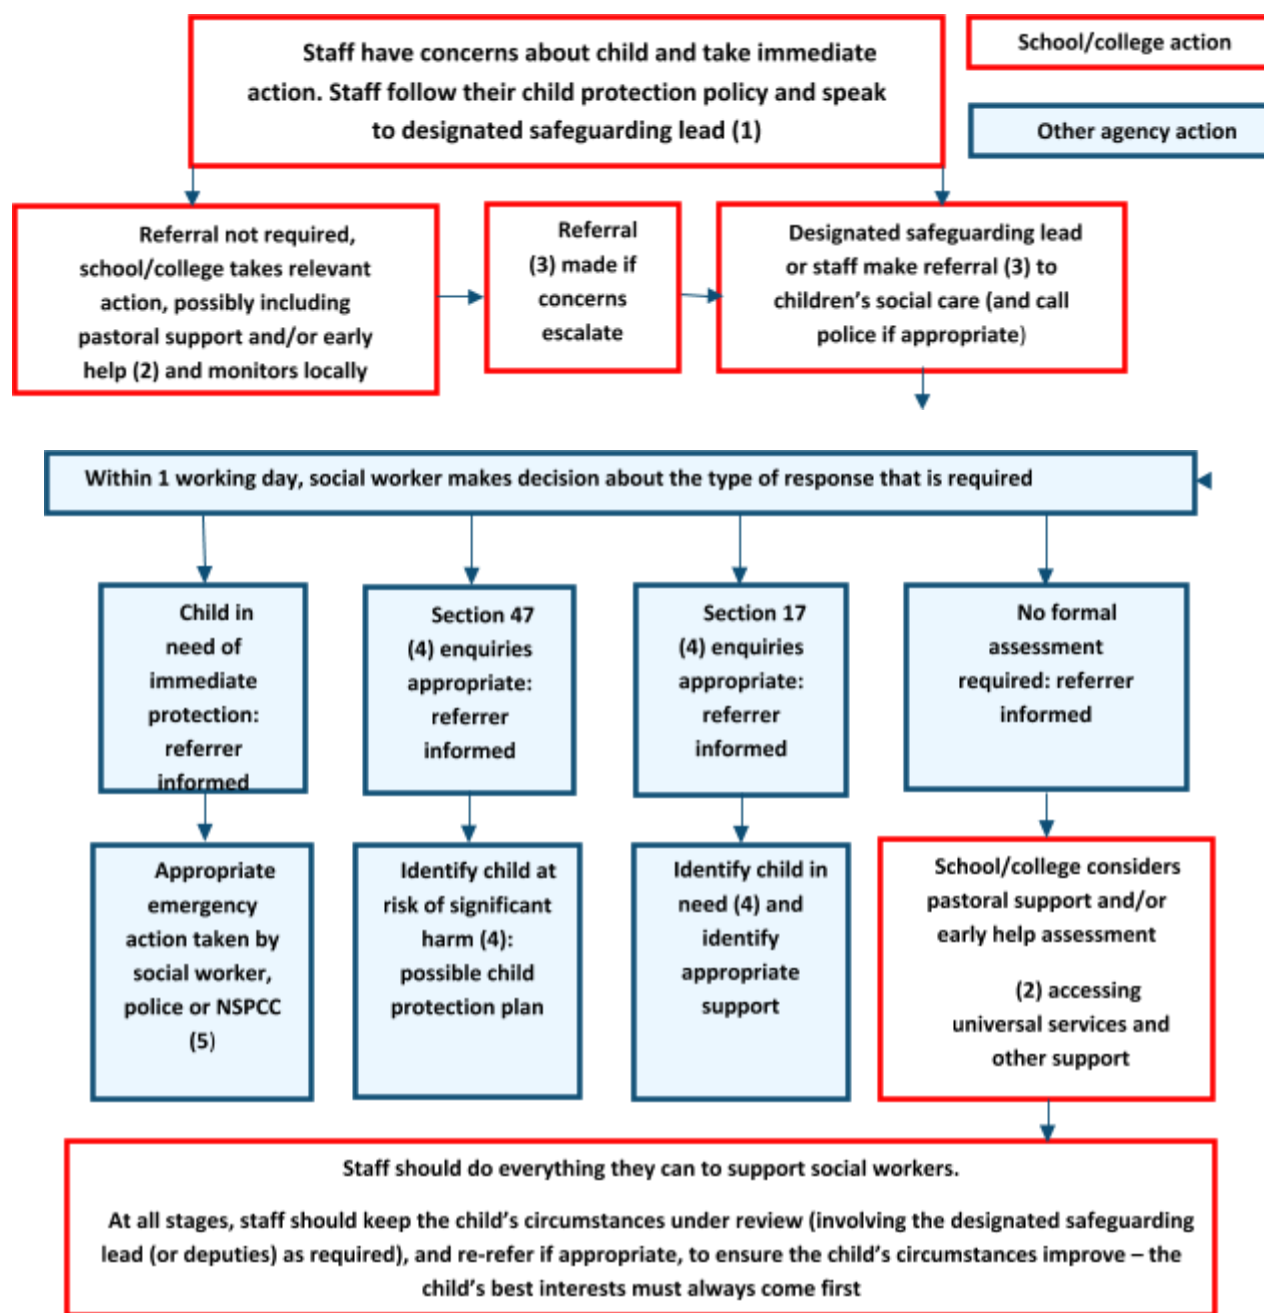 Staff have concerns about child and take immediate
action. Staff follow their child protection policy and speak
to designated safeguarding lead (1)
School/college action
Other agency action
Referral not required,
school/college takes relevant
action, possibly including
pastoral support and/or early
help (2) and monitors locally
Referral
(3) made if
concerns
escalate
Designated safeguarding lead
or staff make referral (3) to
children’s social care (and call
police if appropriate)
Within 1 working day, social worker makes decision about the type of response that is required
Child in
need of
immediate
protection:
referrer
informed
Section 47
(4) enquiries
appropriate:
referrer
informed
Section 17
(4) enquiries
appropriate:
referrer
informed
No formal
assessment
required: referrer
informed
Appropriate
emergency
action taken by
social worker,
police or NSPCC
(5)
Identify child at
risk of significant
harm (4):
possible child
protection plan
Identify child in
need (4) and
identify
appropriate
support
School/college considers
pastoral support and/or
early help assessment
(2) accessing
universal services and
other support
Staff should do everything they can to support social workers.
At all stages, staff should keep the child’s circumstances under review (involving the designated safeguarding
lead (or deputies) as required), and re-refer if appropriate, to ensure the child’s circumstances improve – the
child’s best interests must always come first